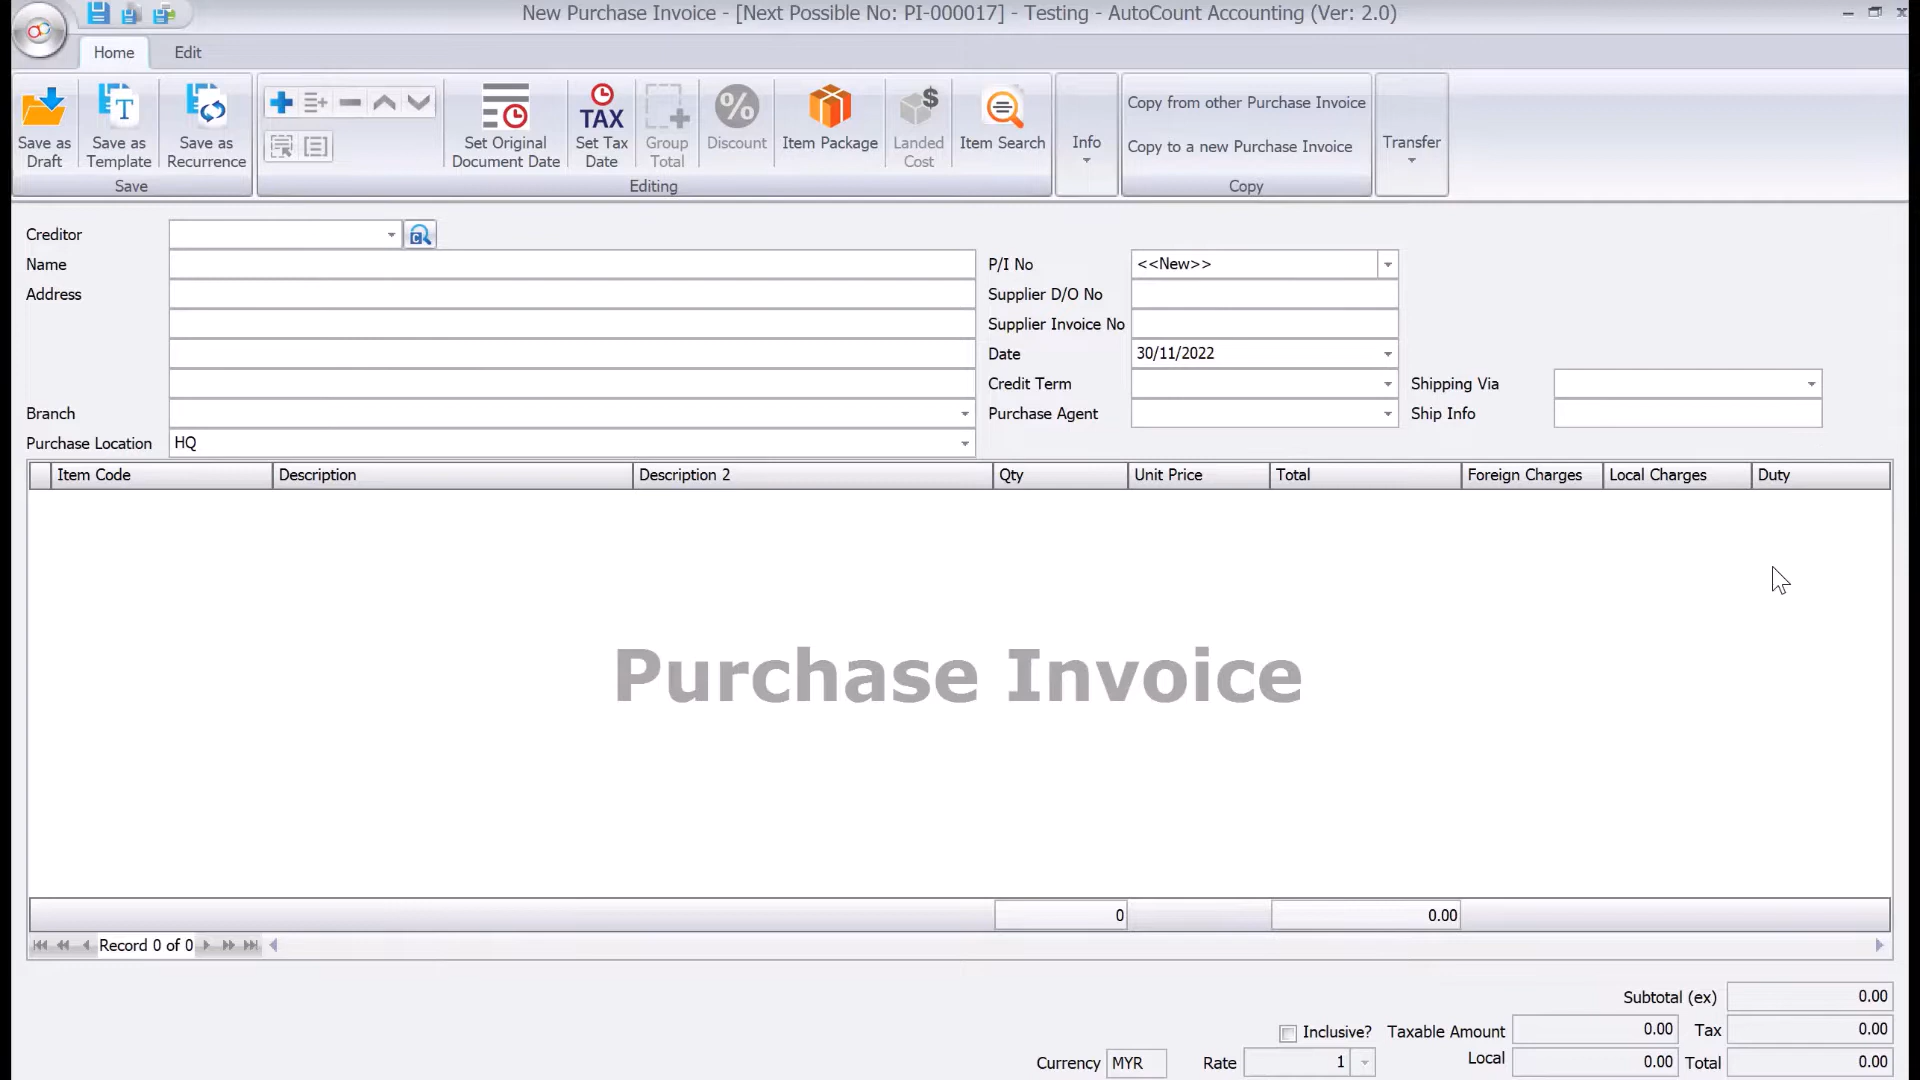 New Purchase Invoice - [Next Possible No: PI-000017] - Testing - AutoCount Accounting (Ver: 2.0)
Home Edit
Save as Draft
Save as Template
Save as Recurrence
Save
Set Original Document Date
TAX
Set Tax Date
Group Total
%
Discount
Item Package
$
Landed Cost
Item Search
Editing
Info
Copy from other Purchase Invoice
Copy to a new Purchase Invoice
Copy
Transfer
Creditor
Name
Address
Branch
Purchase Location HQ
P/I No <<New>>
Supplier D/O No
Supplier Invoice No
Date 30/11/2022
Credit Term
Purchase Agent
Shipping Via
Ship Info
Item Code Description Description 2 Qty Unit Price Total Foreign Charges Local Charges Duty
Purchase Invoice
0 0.00
Record 0 of 0
Subtotal (ex) 0.00
Inclusive? Taxable Amount 0.00 Tax 0.00
Currency MYR Rate 1 Local 0.00 Total 0.00